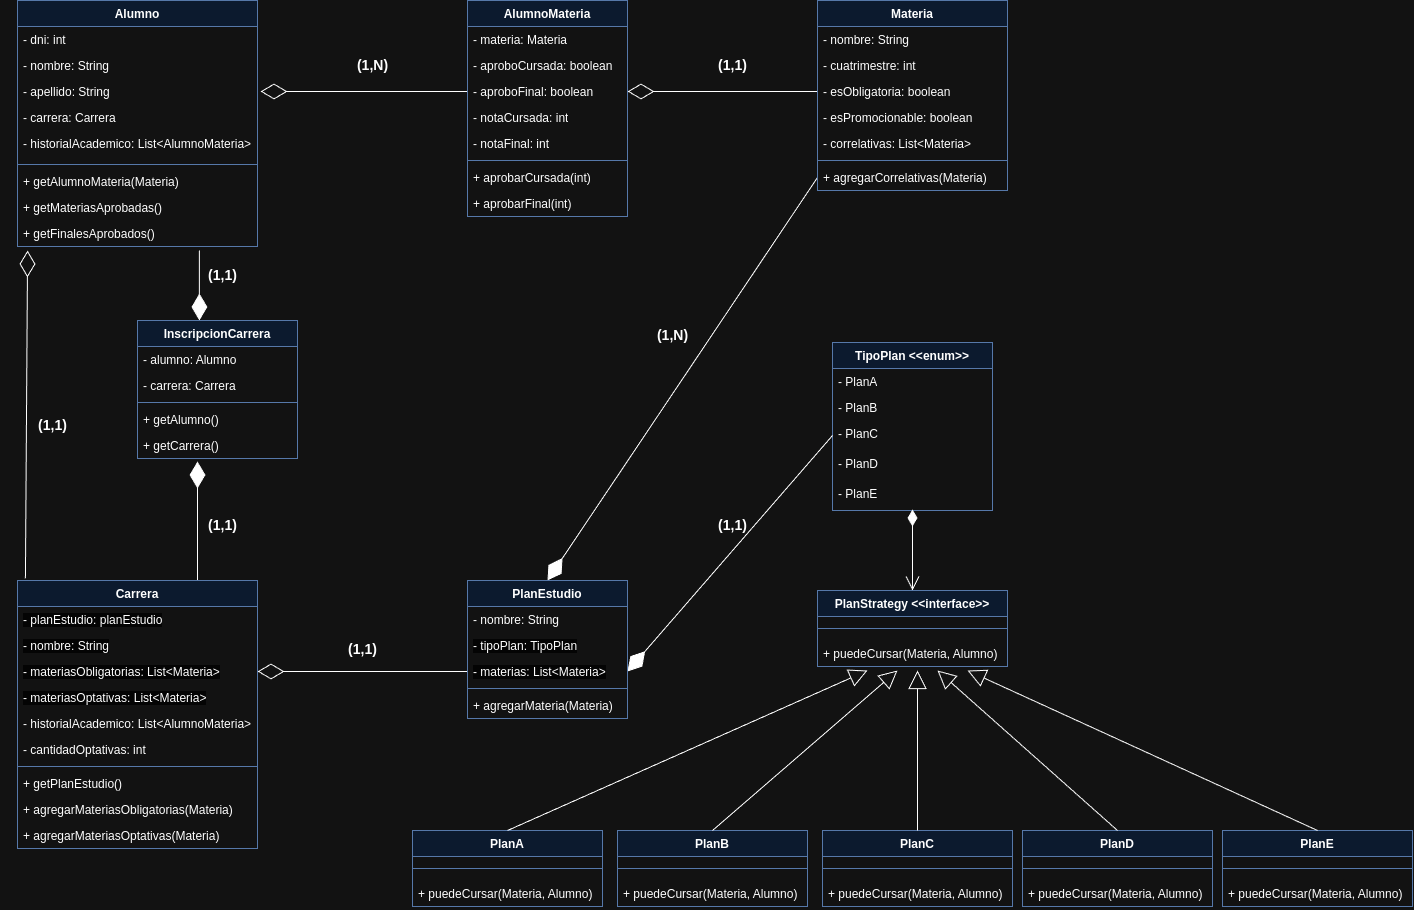 Alumno
- dni: int
- nombre: String
- apellido: String
- carrera: Carrera
- historialAcademico: List<AlumnoMateria>
+ getAlumnoMateria(Materia)
+ getMateriasAprobadas()
+ getFinalesAprobados()
(1,N)
AlumnoMateria
- materia: Materia
- aproboCursada: boolean
- aproboFinal: boolean
- notaCursada: int
- notaFinal: int
+ aprobarCursada(int)
+ aprobarFinal(int)
(1,1)
Materia
- nombre: String
- cuatrimestre: int
- esObligatoria: boolean
- esPromocionable: boolean
- correlativas: List<Materia>
+ agregarCorrelativas(Materia)
(1,1)
InscripcionCarrera
- alumno: Alumno
- carrera: Carrera
+ getAlumno()
+ getCarrera()
(1,1)
(1,1)
(1,N)
TipoPlan <<enum>>
- PlanA
- PlanB
- PlanC
- PlanD
- PlanE
(1,1)
Carrera
- planEstudio: planEstudio
- nombre: String
- materiasObligatorias: List<Materia>
- materiasOptativas: List<Materia>
- historialAcademico: List<AlumnoMateria>
- cantidadOptativas: int
+ getPlanEstudio()
+ agregarMateriasObligatorias(Materia)
+ agregarMateriasOptativas(Materia)
(1,1)
PlanEstudio
- nombre: String
- tipoPlan: TipoPlan
- materias: List<Materia>
+ agregarMateria(Materia)
PlanStrategy <<interface>>
+ puedeCursar(Materia, Alumno)
PlanA
+ puedeCursar(Materia, Alumno)
PlanB
+ puedeCursar(Materia, Alumno)
PlanC
+ puedeCursar(Materia, Alumno)
PlanD
+ puedeCursar(Materia, Alumno)
PlanE
+ puedeCursar(Materia, Alumno)